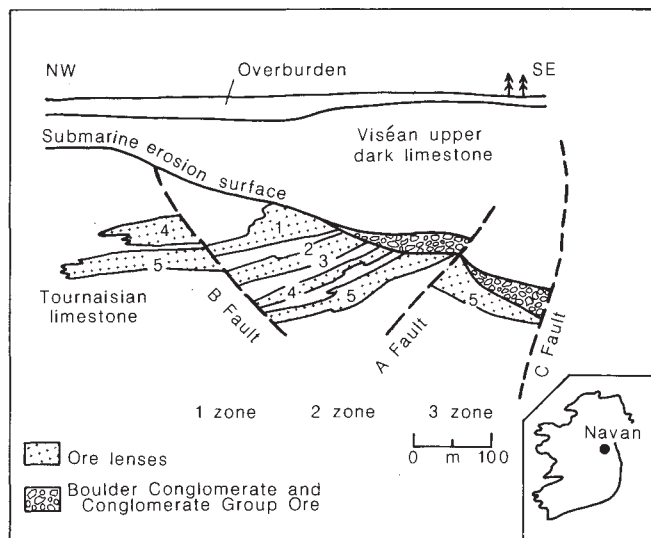 NW
Overburden
SE
Submarine erosion surface
Viséan upper
dark limestone
4
1
2
3
5
4
5
5
Tournaisian
limestone
B Fault
A Fault
C Fault
1 zone
2 zone
3 zone
0 m 100
Navan
Ore lenses
Boulder Conglomerate and
Conglomerate Group Ore